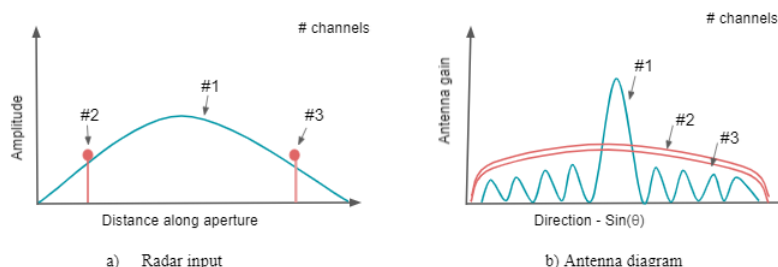 # channels
#1
#2
#3
Amplitude
Distance along aperture
a) Radar input
# channels
#1
#2
#3
Antenna gain
Direction - Sin(θ)
b) Antenna diagram